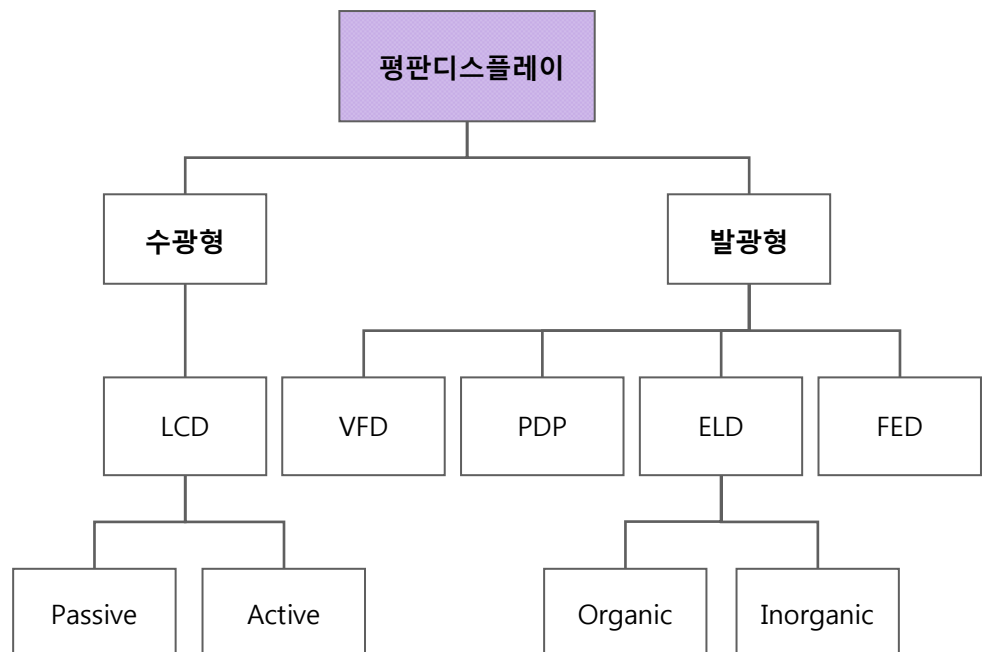 평판디스플레이
수광형
발광형
LCD
VFD
PDP
ELD
FED
Passive
Active
Organic
Inorganic